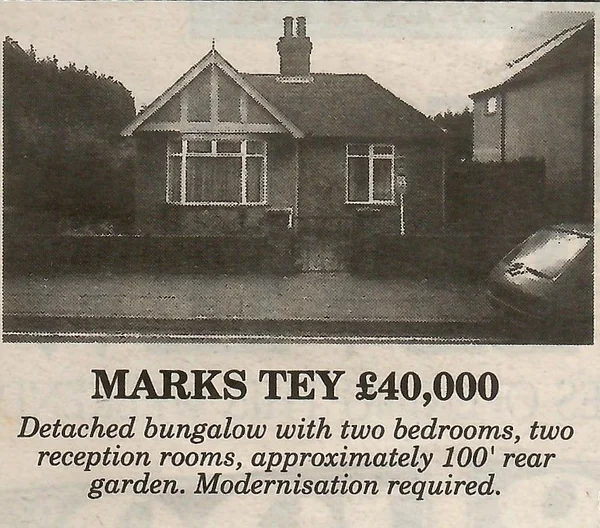 MARKS TEY £40,000
Detached bungalow with two bedrooms, two
reception rooms, approximately 100' rear
garden. Modernisation required.